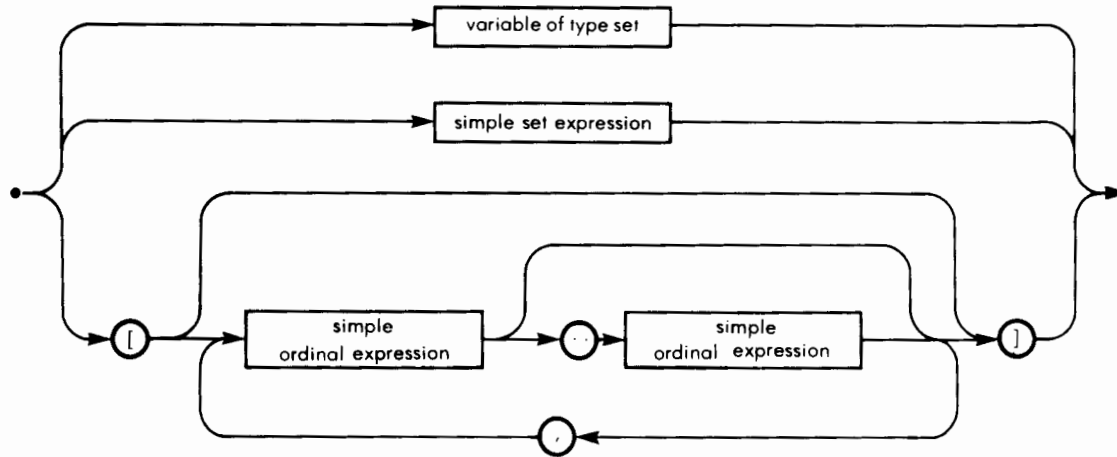 variable of type set
simple set expression
[
simple
ordinal expression
..
simple
ordinal expression
]
,